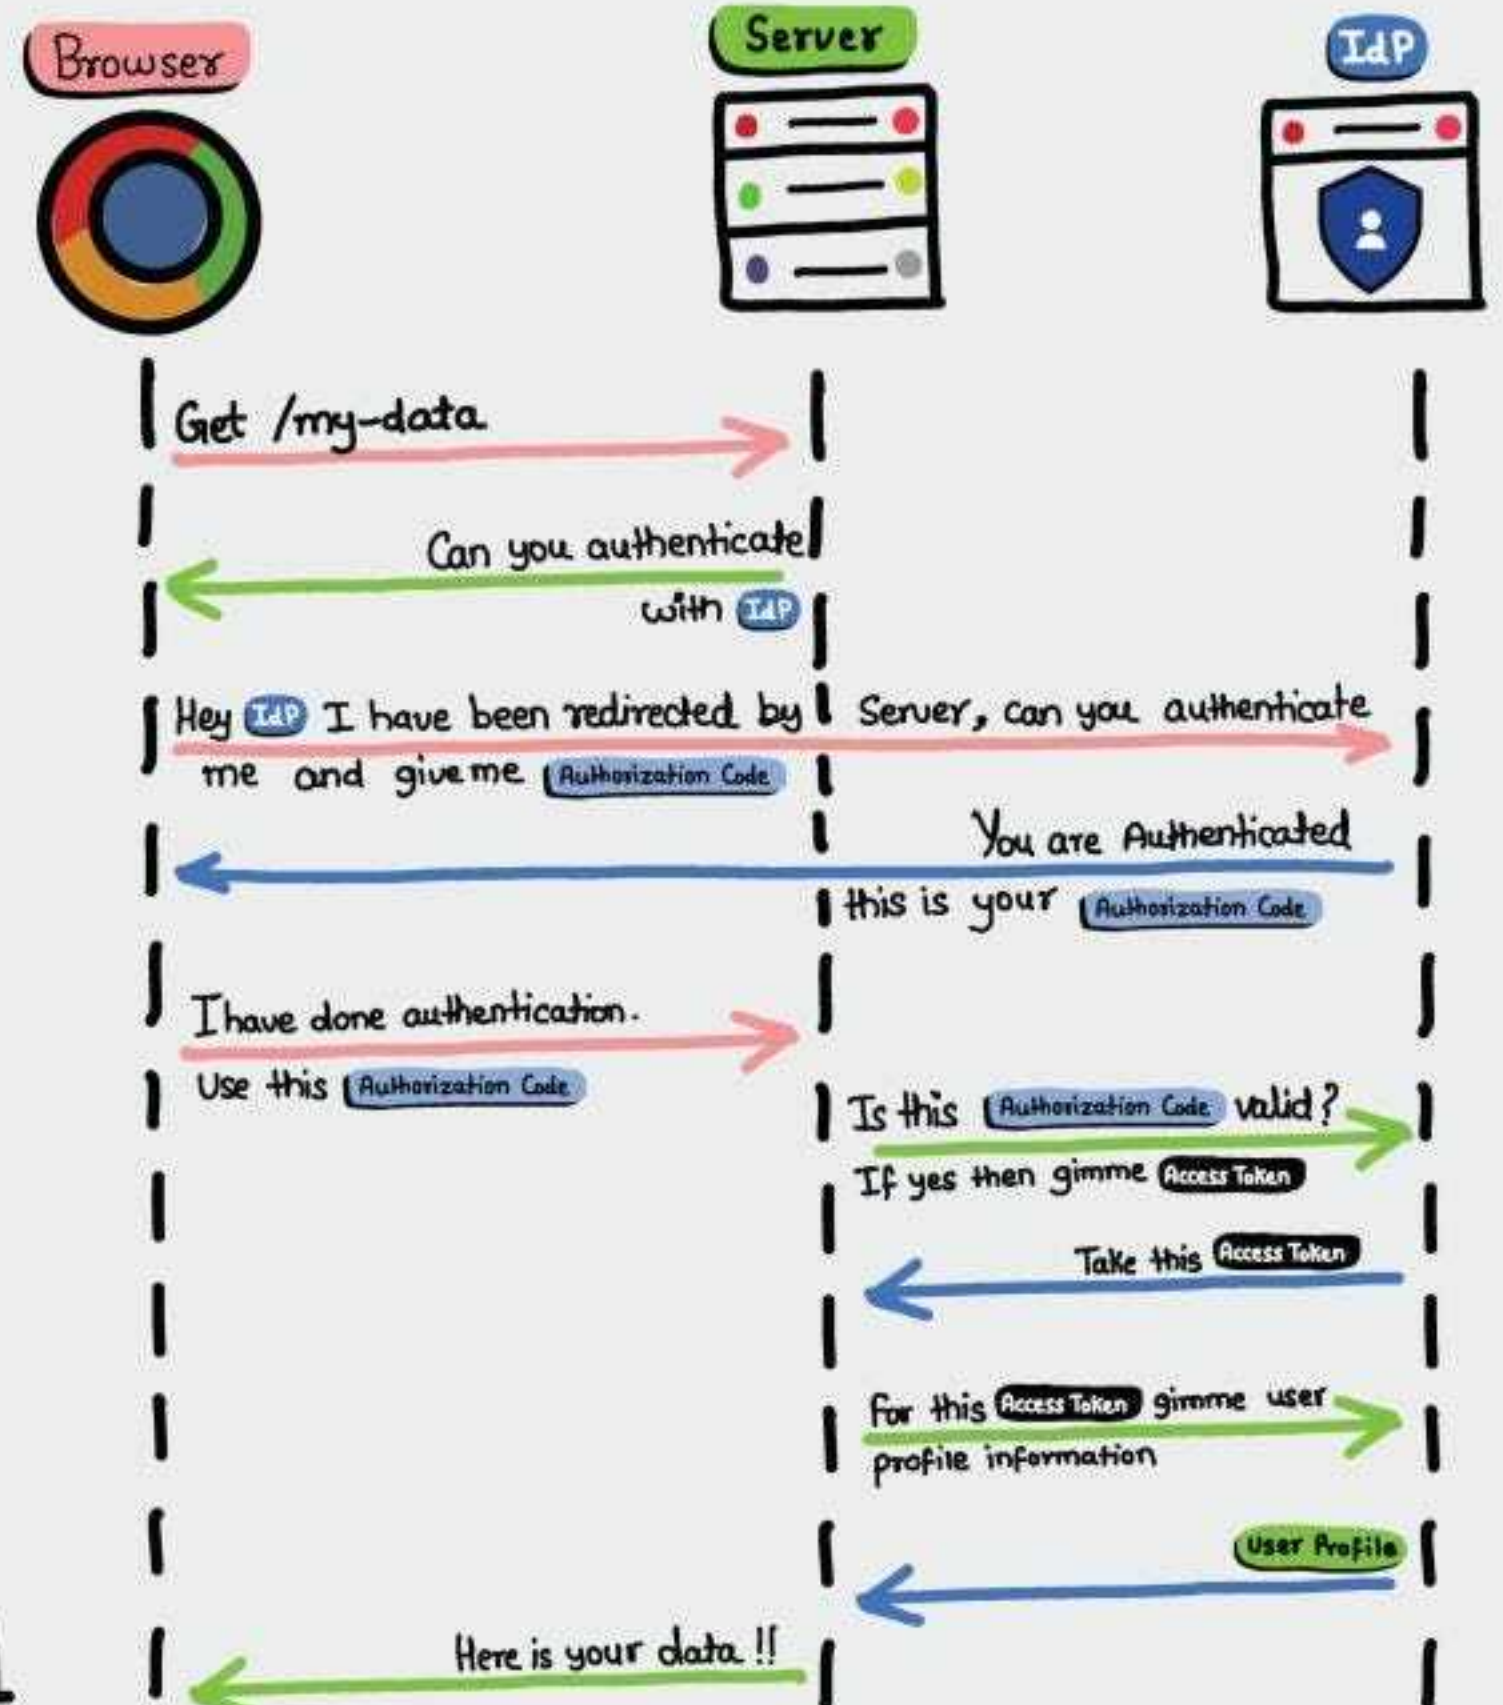 Browser
Server
IdP
Get /my-data
Can you authenticate
with IdP
Hey IdP I have been redirected by Server, can you authenticate
me and give me Authorization Code
You are Authenticated
this is your Authorization Code
I have done authentication.
Use this Authorization Code
Is this Authorization Code valid?
If yes then gimme Access Token
Take this Access Token
For this Access Token gimme user
profile information
User Profile
Here is your data !!